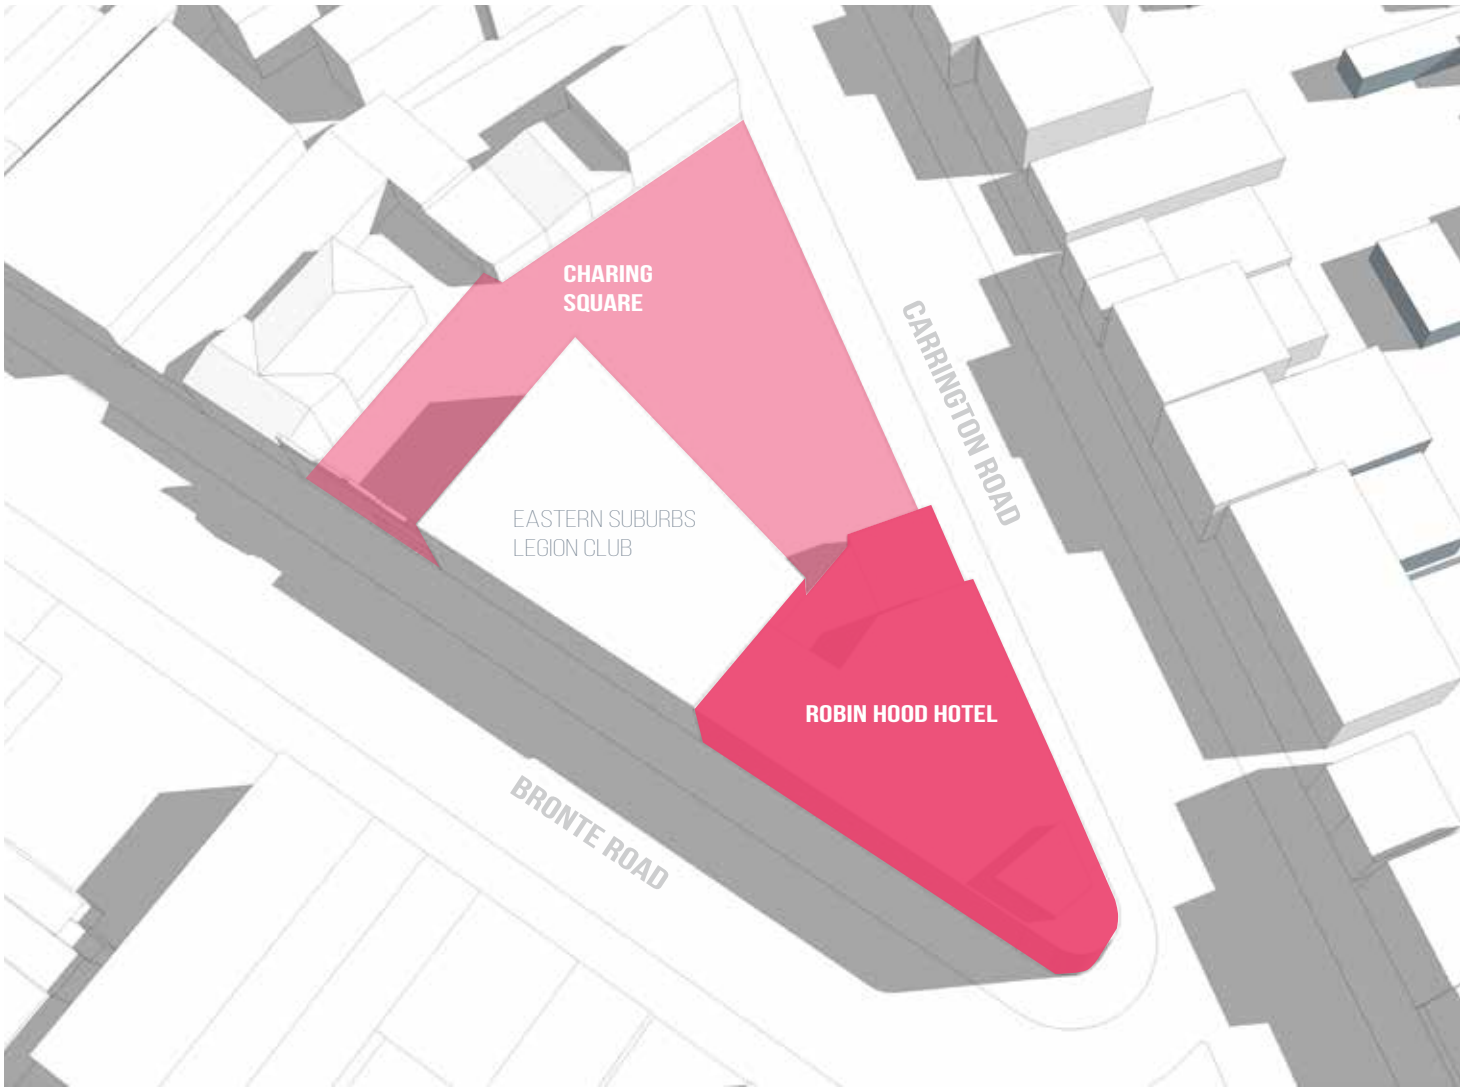 CHARING
SQUARE
CARRINGTON ROAD
EASTERN SUBURBS
LEGION CLUB
ROBIN HOOD HOTEL
BRONTE ROAD